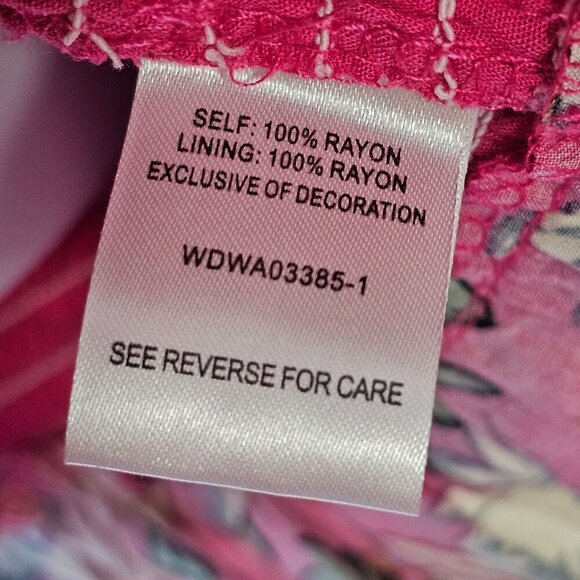 SELF: 100% RAYON
LINING: 100% RAYON
EXCLUSIVE OF DECORATION
WDWA03385-1
SEE REVERSE FOR CARE